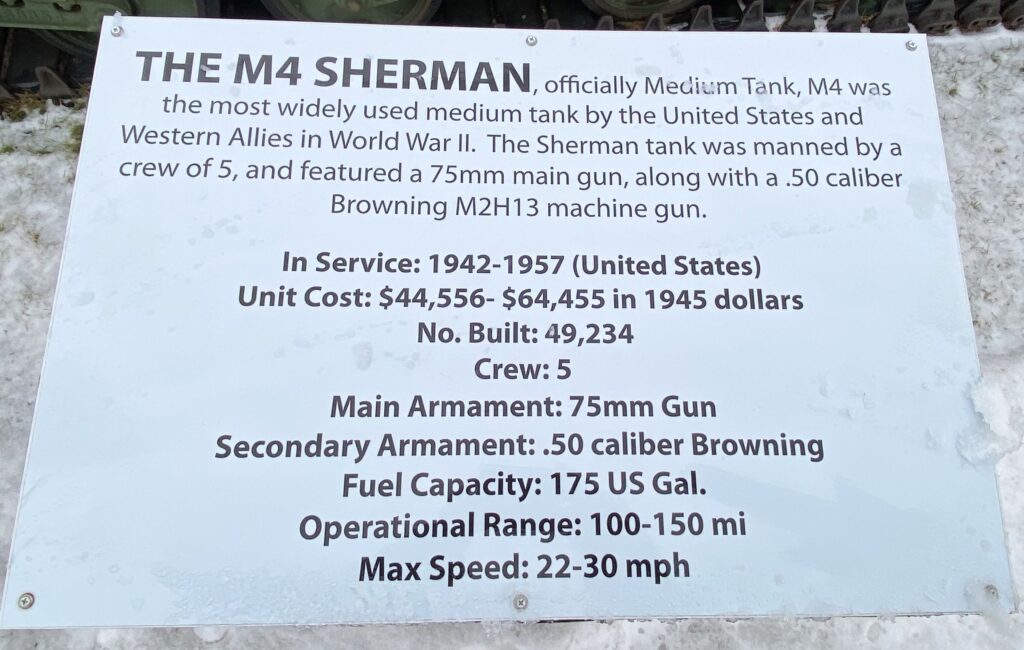 THE M4 SHERMAN, officially Medium Tank, M4 was
the most widely used medium tank by the United States and
Western Allies in World War II. The Sherman tank was manned by a
crew of 5, and featured a 75mm main gun, along with a .50 caliber
Browning M2H13 machine gun.
In Service: 1942-1957 (United States)
Unit Cost: $44,556- $64,455 in 1945 dollars
No. Built: 49,234
Crew: 5
Main Armament: 75mm Gun
Secondary Armament: .50 caliber Browning
Fuel Capacity: 175 US Gal.
Operational Range: 100-150 mi
Max Speed: 22-30 mph